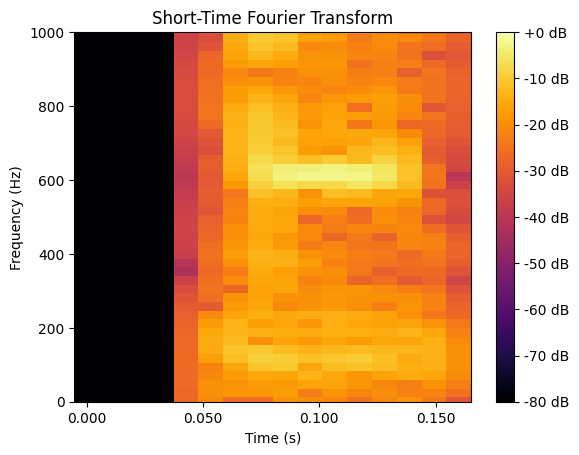 Short-Time Fourier Transform
1000
800
600
400
200
0
Frequency (Hz)
0.000
0.050
0.100
0.150
Time (s)
+0 dB
-10 dB
-20 dB
-30 dB
-40 dB
-50 dB
-60 dB
-70 dB
-80 dB